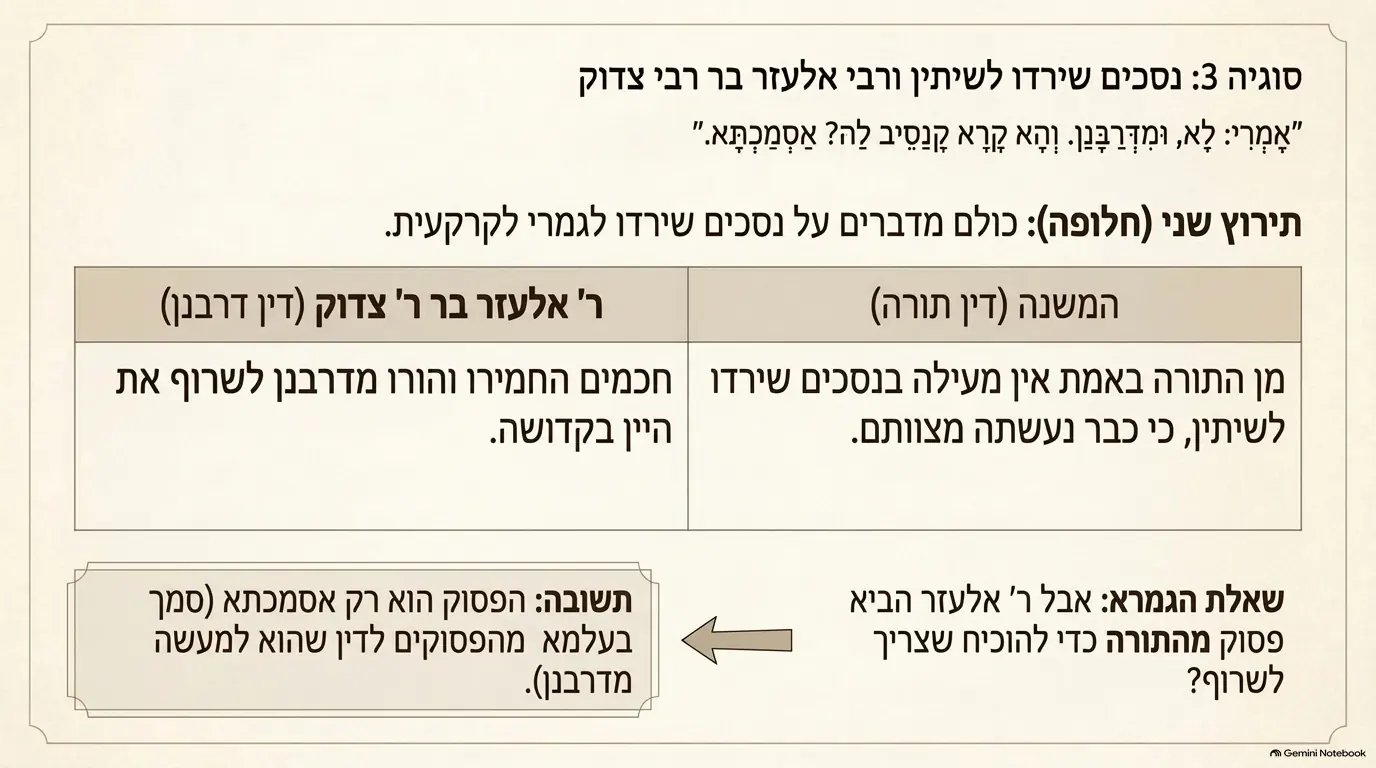 סוגיה 3: נסכים שירדו לשיתין ורבי אלעזר בר רבי צדוק
"אָמְרִי: לָא, וּמִדְּרַבָּנַן. וְהָא קָרָא קָנַסֵיב לַהּ? אַסְמַכְתָּא."
תירוץ שני (חלופה): כולם מדברים על נסכים שירדו לגמרי לקרקעית.
המשנה (דין תורה)
ר' אלעזר בר ר' צדוק (דין דרבנן)
מן התורה באמת אין מעילה בנסכים שירדו
לשיתין, כי כבר נעשתה מצוותם.
חכמים החמירו והורו מדרבנן לשרוף את
היין בקדושה.
שאלת הגמרא: אבל ר' אלעזר הביא
פסוק מהתורה כדי להוכיח שצריך
לשרוף?
תשובה: הפסוק הוא רק אסמכתא (סמך
בעלמא מהפסוקים לדין שהוא למעשה
מדרבנן).
Gemini Notebook